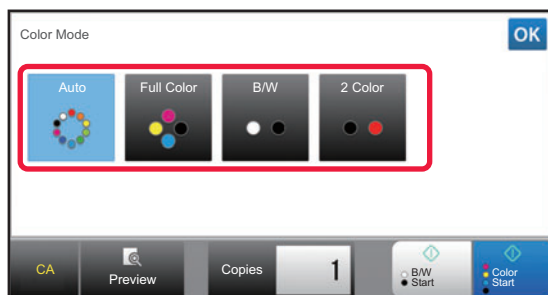 Color Mode
OK
Auto
Full Color
B/W
2 Color
CA
Preview
Copies
1
B/W
Start
Color
Start